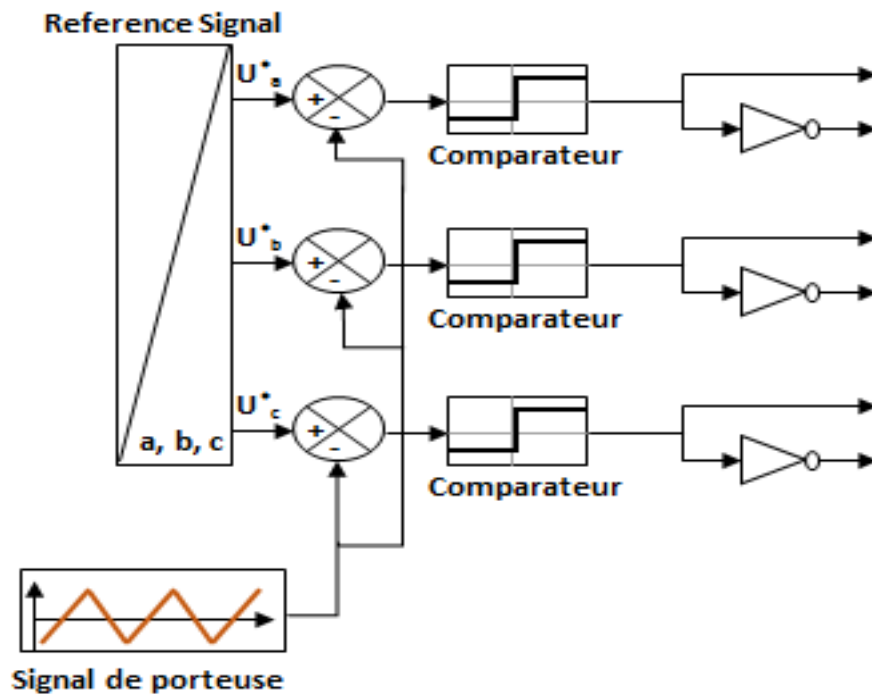 Reference Signal
U*a
+
-
Comparateur
U*b
+
-
Comparateur
U*c
+
-
a, b, c
Comparateur
Signal de porteuse